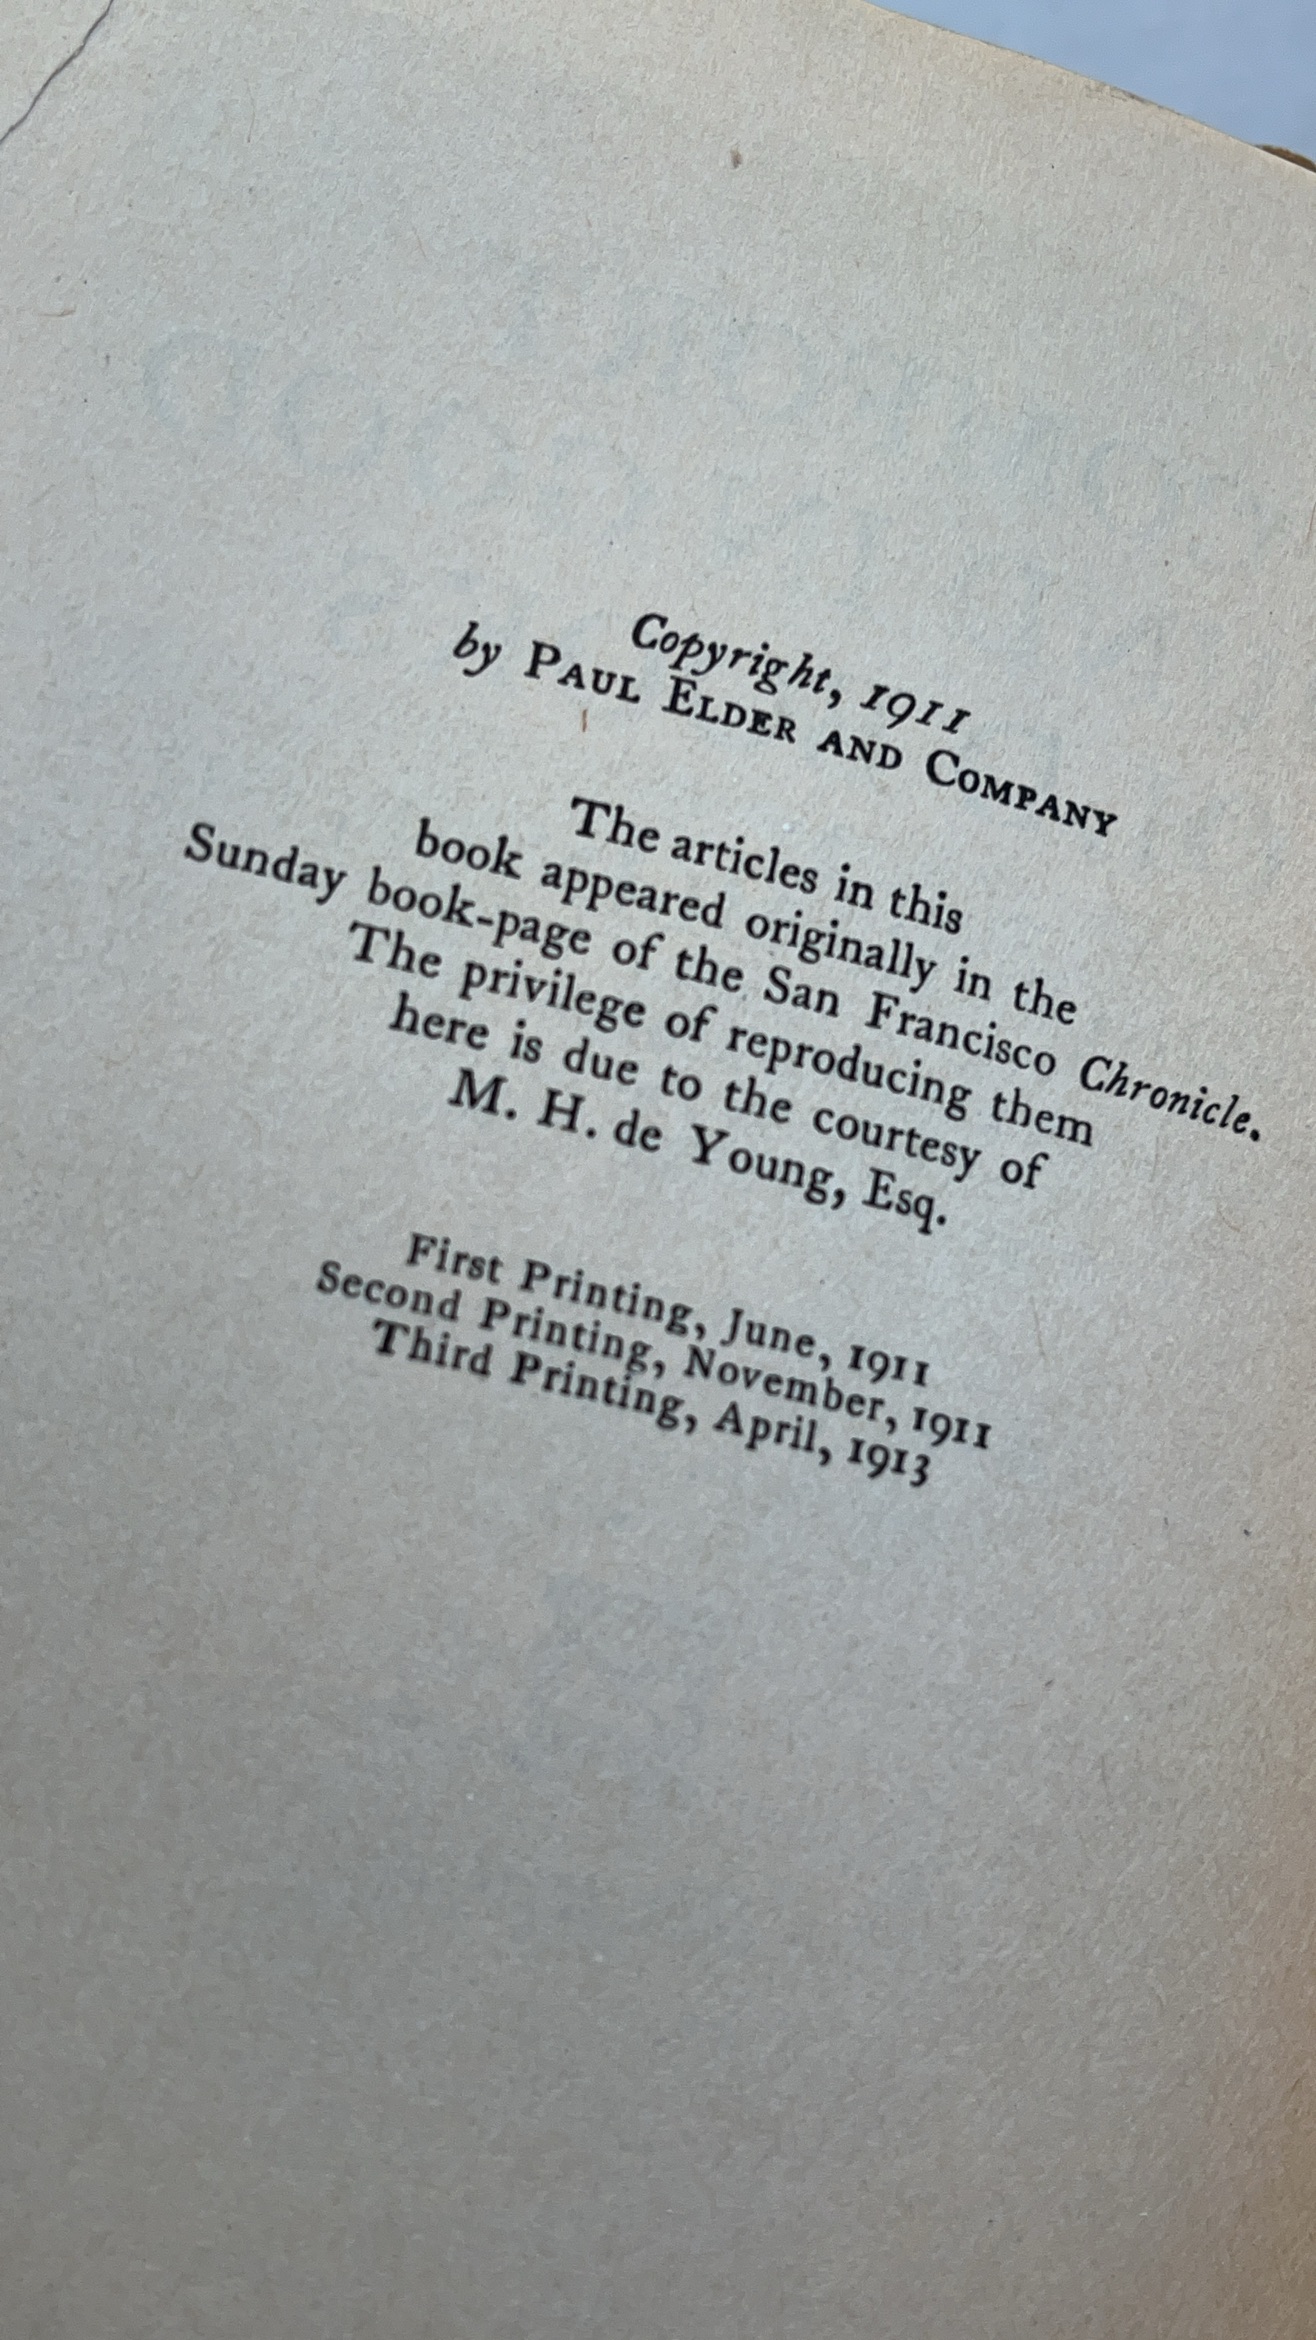 Copyright, 1911
by PAUL ELDER AND COMPANY
The articles in this
book appeared originally in the
Sunday book-page of the San Francisco Chronicle.
The privilege of reproducing them
here is due to the courtesy of
M. H. de Young, Esq.
First Printing, June, 1911
Second Printing, November, 1911
Third Printing, April, 1913